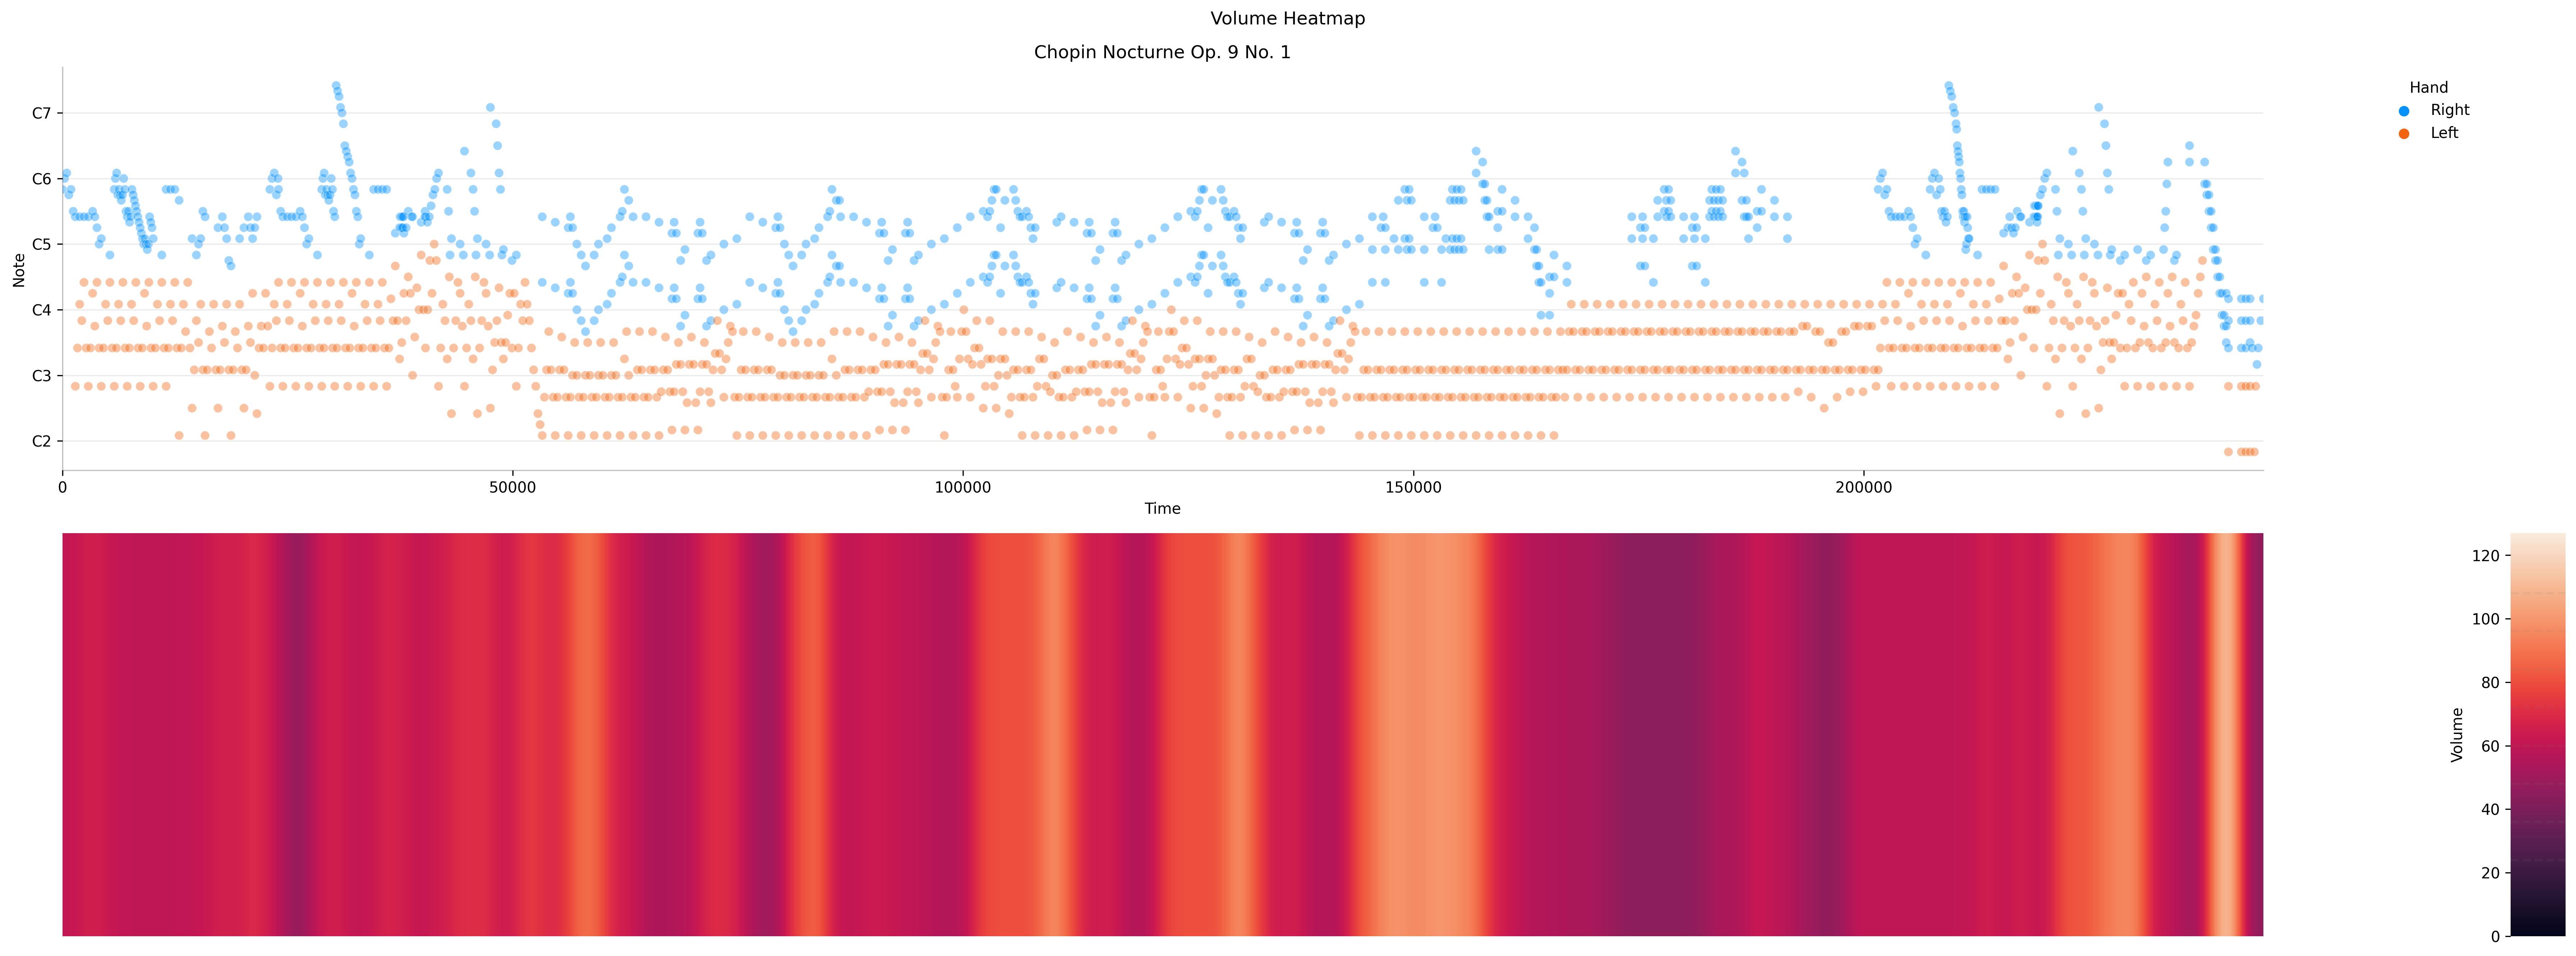 Volume Heatmap
Chopin Nocturne Op. 9 No. 1
Hand
Right
Left
C7
C6
C5
C4
C3
C2
Note
0 50000 100000 150000 200000
Time
120
100
80
60
40
20
0
Volume